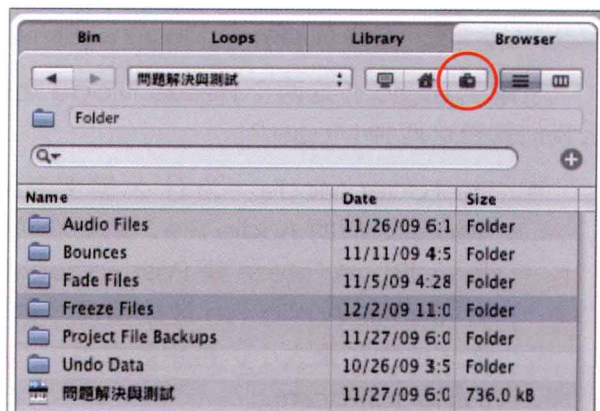 Bin Loops Library Browser
問題解決與測試
Folder
Name Date Size
Audio Files 11/26/09 6:1 Folder
Bounces 11/11/09 4:5 Folder
Fade Files 11/5/09 4:28 Folder
Freeze Files 12/2/09 11:0 Folder
Project File Backups 11/27/09 6:0 Folder
Undo Data 10/26/09 3:5 Folder
問題解決與測試 11/27/09 6:0 736.0 kB